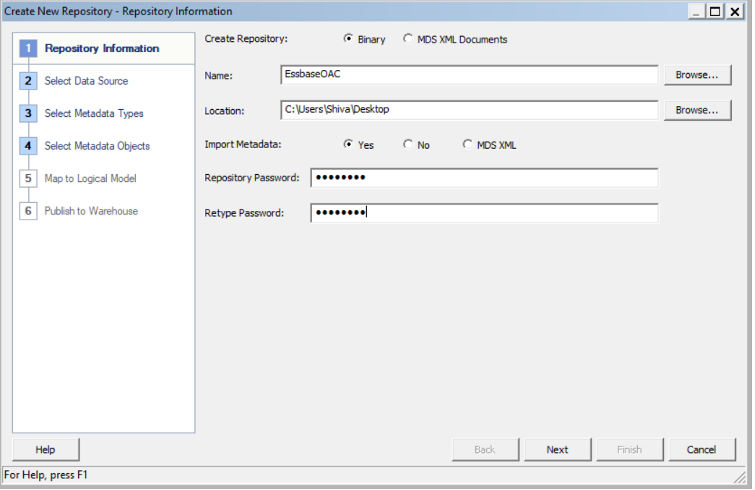 Create New Repository - Repository Information
1 Repository Information
2 Select Data Source
3 Select Metadata Types
4 Select Metadata Objects
5 Map to Logical Model
6 Publish to Warehouse
Create Repository: Binary MDS XML Documents
Name: EssbaseOAC Browse...
Location: C:\Users\Shiva\Desktop Browse...
Import Metadata: Yes No MDS XML
Repository Password: ●●●●●●●●
Retype Password: ●●●●●●●●
Help Back Next Finish Cancel
For Help, press F1